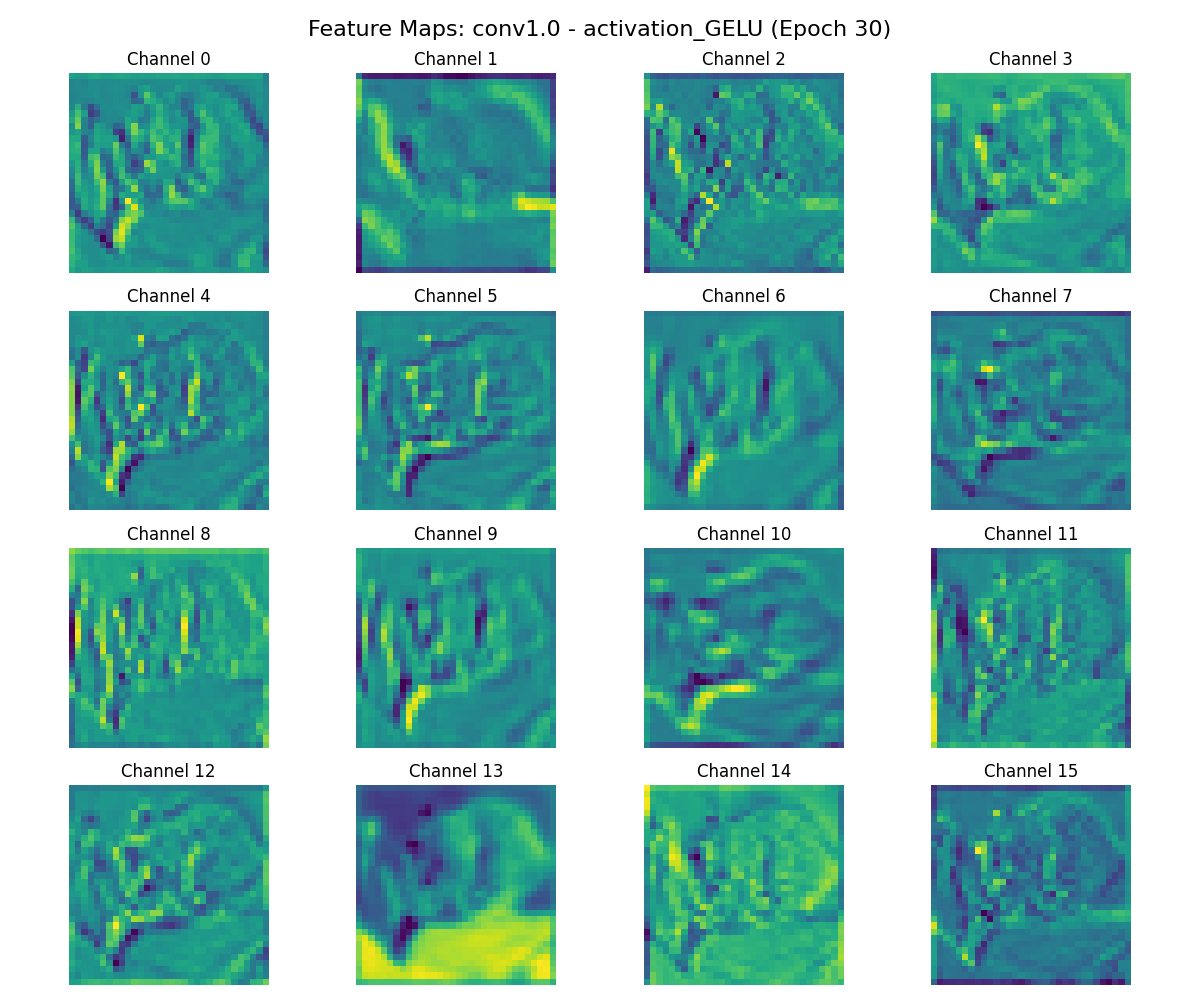 Feature Maps: conv1.0 - activation_GELU (Epoch 30)
Channel 0
Channel 1
Channel 2
Channel 3
Channel 4
Channel 5
Channel 6
Channel 7
Channel 8
Channel 9
Channel 10
Channel 11
Channel 12
Channel 13
Channel 14
Channel 15